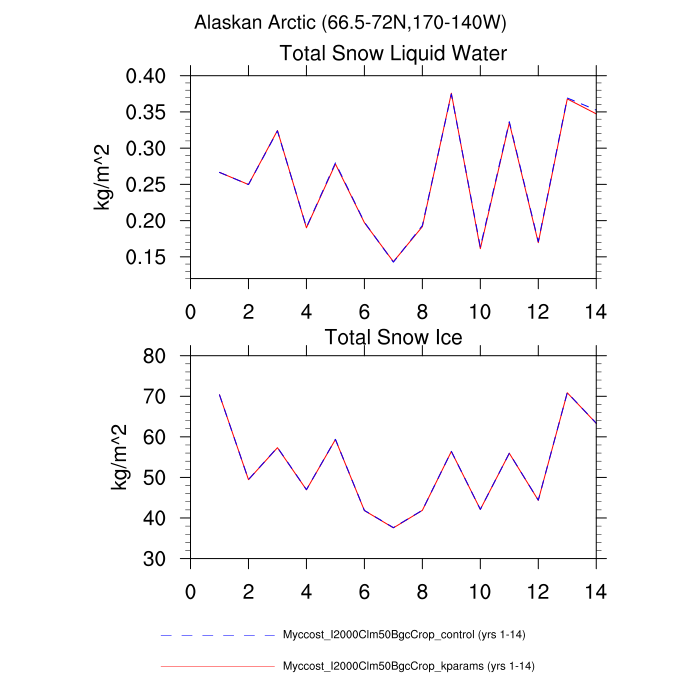 Alaskan Arctic (66.5-72N,170-140W)
Total Snow Liquid Water
0.40
0.35
0.30
0.25
0.20
0.15
kg/m^2
0 2 4 6 8 10 12 14
Total Snow Ice
80
70
60
50
40
30
kg/m^2
0 2 4 6 8 10 12 14
Myccost_I2000Clm50BgcCrop_control (yrs 1-14)
Myccost_I2000Clm50BgcCrop_kparams (yrs 1-14)